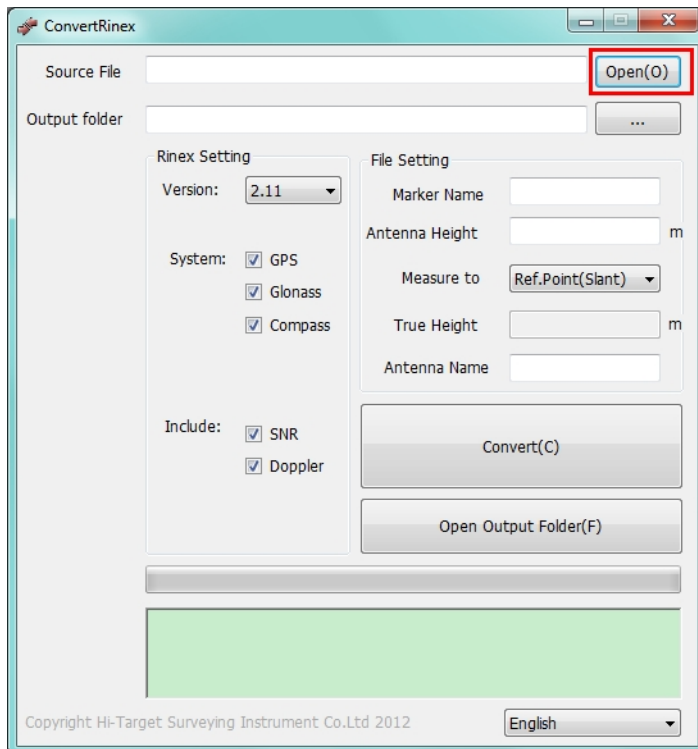 ConvertRinex
Source File
Open(O)
Output folder
...
Rinex Setting
Version: 2.11
System: GPS
Glonass
Compass
Include: SNR
Doppler
File Setting
Marker Name
Antenna Height m
Measure to Ref.Point(Slant)
True Height m
Antenna Name
Convert(C)
Open Output Folder(F)
Copyright Hi-Target Surveying Instrument Co.Ltd 2012
English